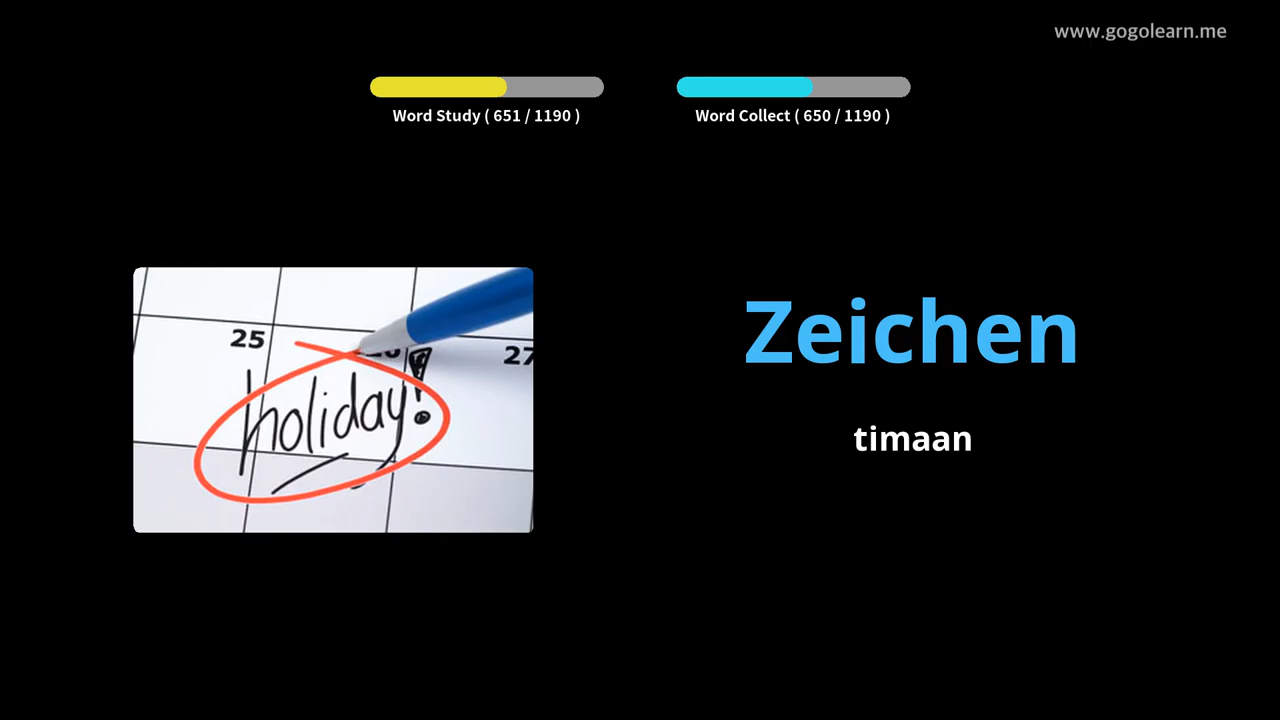 www.gogolearn.me
Word Study ( 651 / 1190 )
Word Collect ( 650 / 1190 )
25
27
holiday!
Zeichen
timaan